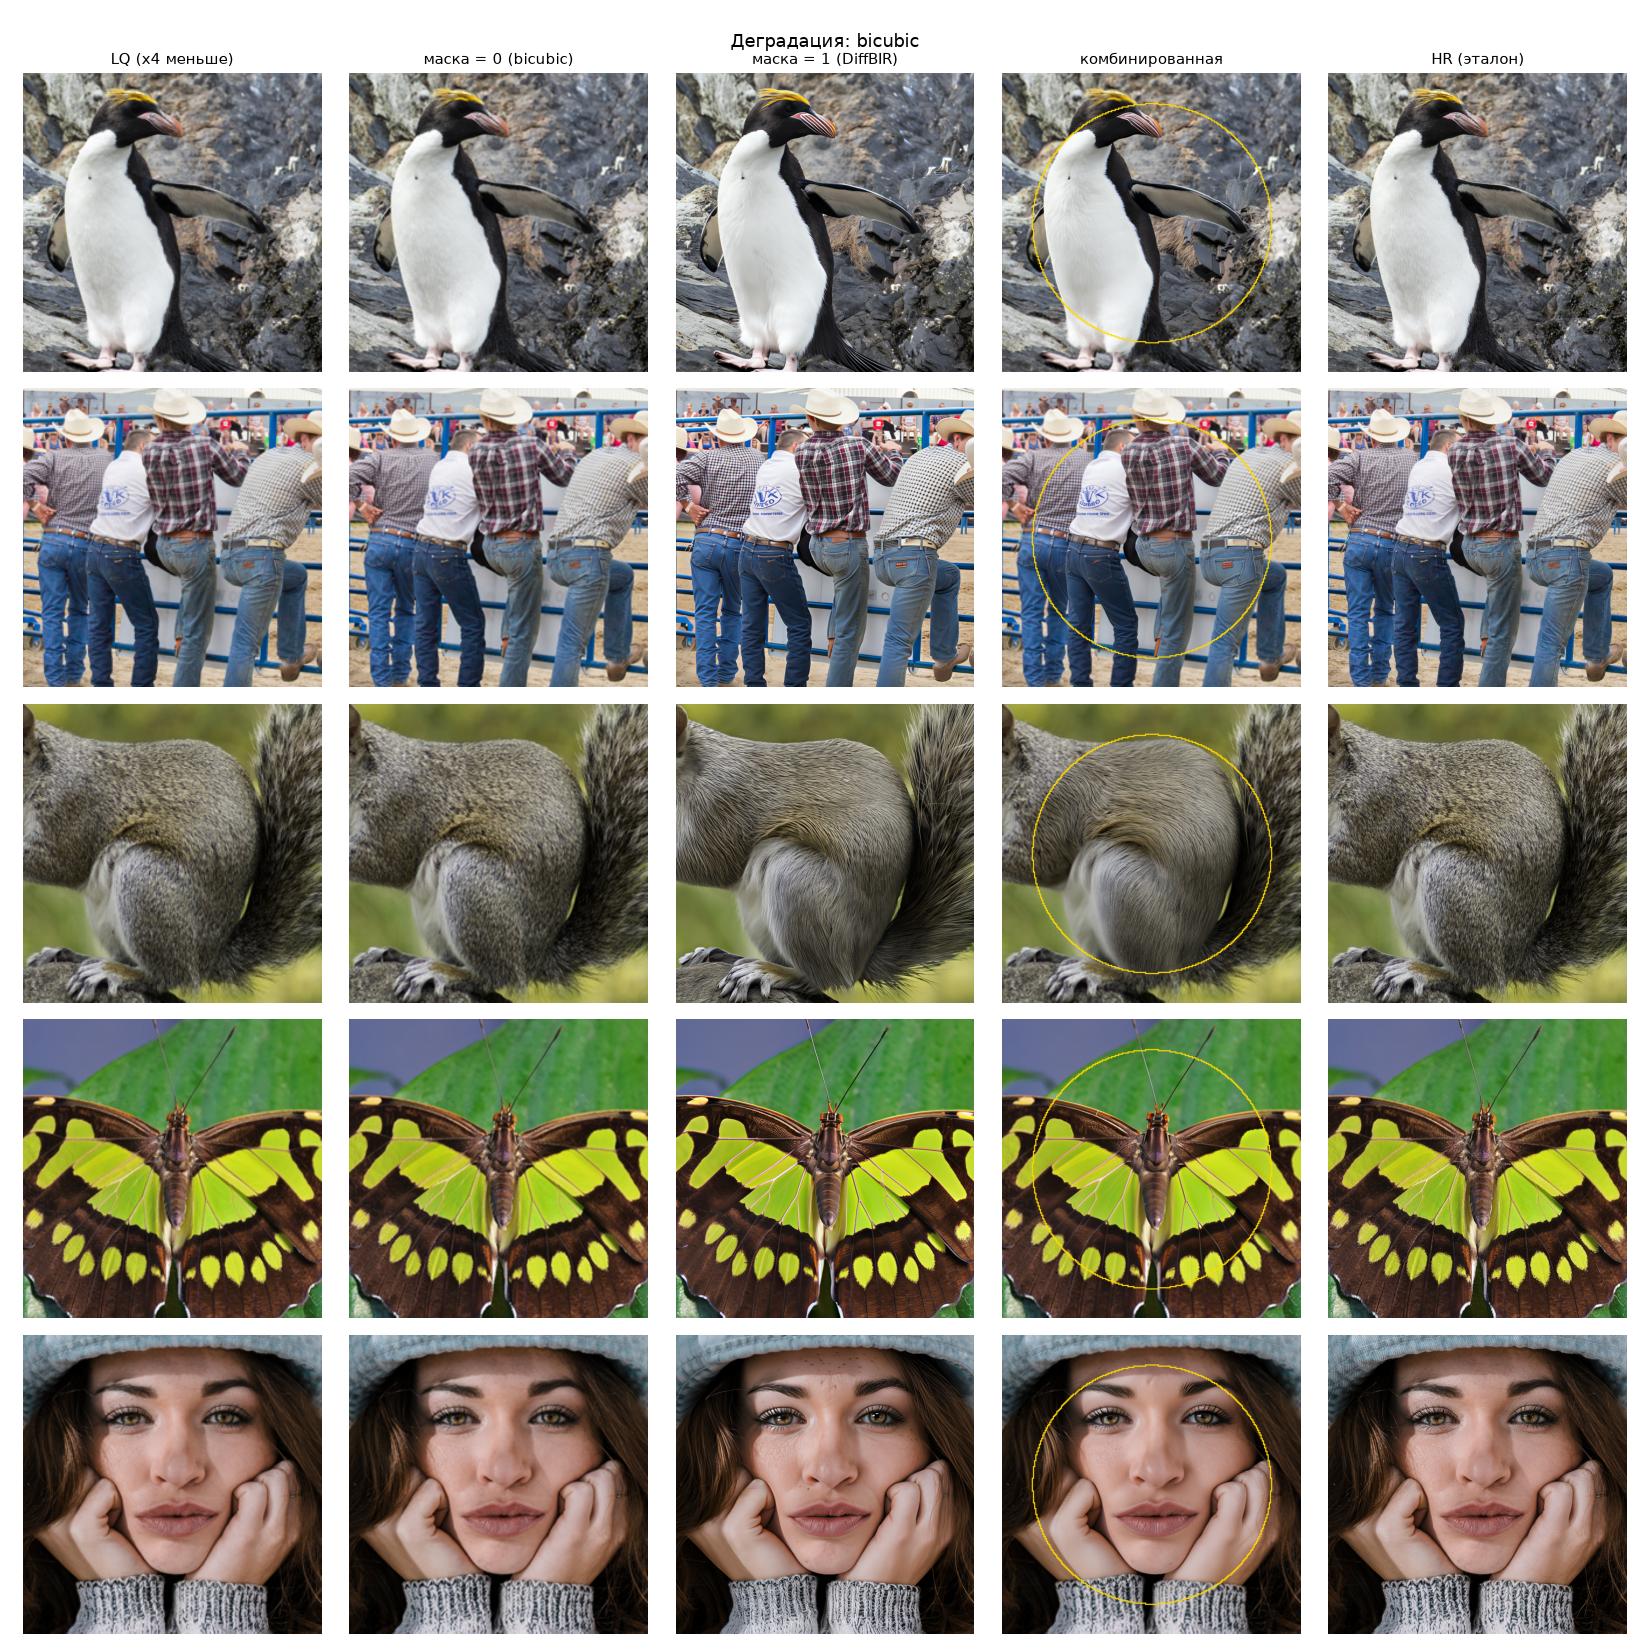 Деградация: bicubic
LQ (x4 меньше)
маска = 0 (bicubic)
маска = 1 (DiffBIR)
комбинированная
HR (эталон)